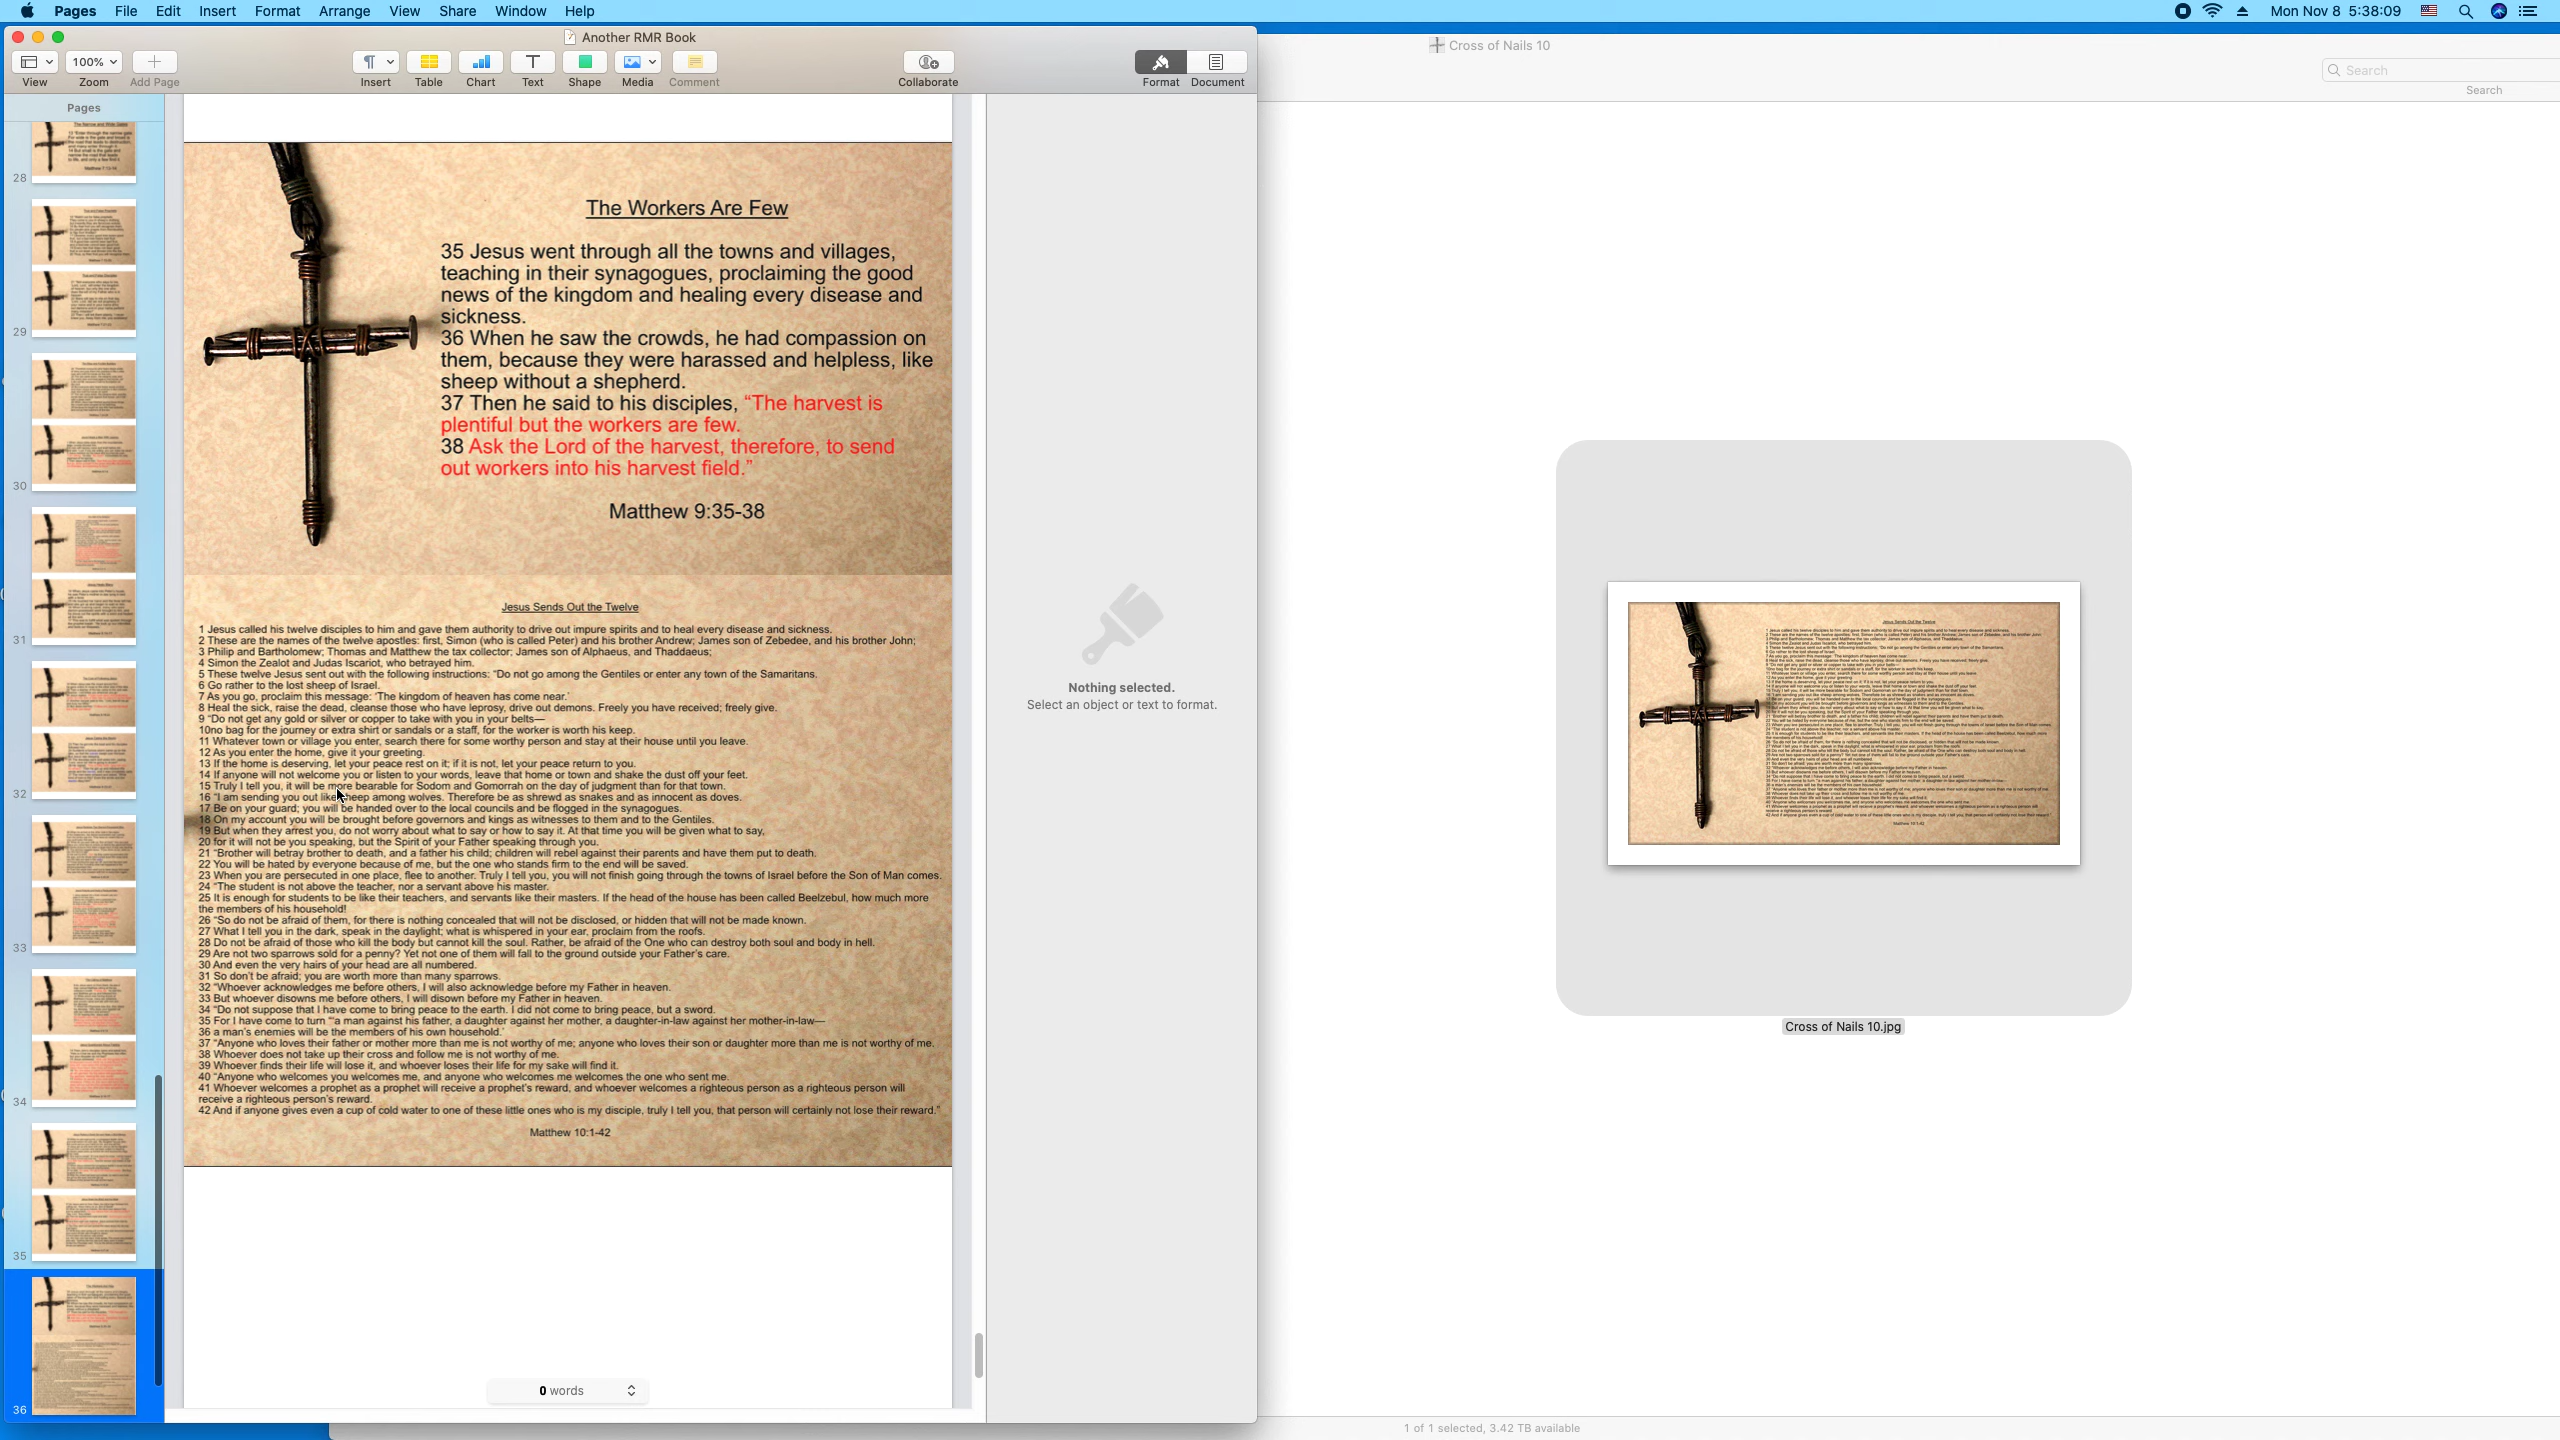 Pages File Edit Insert Format Arrange View Share Window Help
Mon Nov 8 5:38:09
Another RMR Book
100%
View Zoom Add Page Insert Table Chart Text Shape Media Comment Collaborate Format Document
Cross of Nails 10
Search
Search
Pages
28
29
30
31
32
33
34
35
36
The Workers Are Few
35 Jesus went through all the towns and villages,
teaching in their synagogues, proclaiming the good
news of the kingdom and healing every disease and
sickness.
36 When he saw the crowds, he had compassion on
them, because they were harassed and helpless, like
sheep without a shepherd.
37 Then he said to his disciples, “The harvest is
plentiful but the workers are few.
38 Ask the Lord of the harvest, therefore, to send
out workers into his harvest field.”
Matthew 9:35-38
Jesus Sends Out the Twelve
1 Jesus called his twelve disciples to him and gave them authority to drive out impure spirits and to heal every disease and sickness.
2 These are the names of the twelve apostles: first, Simon (who is called Peter) and his brother Andrew; James son of Zebedee, and his brother John;
3 Philip and Bartholomew; Thomas and Matthew the tax collector; James son of Alphaeus, and Thaddaeus;
4 Simon the Zealot and Judas Iscariot, who betrayed him.
5 These twelve Jesus sent out with the following instructions: “Do not go among the Gentiles or enter any town of the Samaritans.
6 Go rather to the lost sheep of Israel.
7 As you go, proclaim this message: ‘The kingdom of heaven has come near.’
8 Heal the sick, raise the dead, cleanse those who have leprosy, drive out demons. Freely you have received; freely give.
9 “Do not get any gold or silver or copper to take with you in your belts—
10no bag for the journey or extra shirt or sandals or a staff, for the worker is worth his keep.
11 Whatever town or village you enter, search there for some worthy person and stay at their house until you leave.
12 As you enter the home, give it your greeting.
13 If the home is deserving, let your peace rest on it; if it is not, let your peace return to you.
14 If anyone will not welcome you or listen to your words, leave that home or town and shake the dust off your feet.
15 Truly I tell you, it will be more bearable for Sodom and Gomorrah on the day of judgment than for that town.
16 “I am sending you out like sheep among wolves. Therefore be as shrewd as snakes and as innocent as doves.
17 Be on your guard; you will be handed over to the local councils and be flogged in the synagogues.
18 On my account you will be brought before governors and kings as witnesses to them and to the Gentiles.
19 But when they arrest you, do not worry about what to say or how to say it. At that time you will be given what to say,
20 for it will not be you speaking, but the Spirit of your Father speaking through you.
21 “Brother will betray brother to death, and a father his child; children will rebel against their parents and have them put to death.
22 You will be hated by everyone because of me, but the one who stands firm to the end will be saved.
23 When you are persecuted in one place, flee to another. Truly I tell you, you will not finish going through the towns of Israel before the Son of Man comes.
24 “The student is not above the teacher, nor a servant above his master.
25 It is enough for students to be like their teachers, and servants like their masters. If the head of the house has been called Beelzebul, how much more
the members of his household!
26 “So do not be afraid of them, for there is nothing concealed that will not be disclosed, or hidden that will not be made known.
27 What I tell you in the dark, speak in the daylight; what is whispered in your ear, proclaim from the roofs.
28 Do not be afraid of those who kill the body but cannot kill the soul. Rather, be afraid of the One who can destroy both soul and body in hell.
29 Are not two sparrows sold for a penny? Yet not one of them will fall to the ground outside your Father’s care.
30 And even the very hairs of your head are all numbered.
31 So don’t be afraid; you are worth more than many sparrows.
32 “Whoever acknowledges me before others, I will also acknowledge before my Father in heaven.
33 But whoever disowns me before others, I will disown before my Father in heaven.
34 “Do not suppose that I have come to bring peace to the earth. I did not come to bring peace, but a sword.
35 For I have come to turn “‘a man against his father, a daughter against her mother, a daughter-in-law against her mother-in-law—
36 a man’s enemies will be the members of his own household.’
37 “Anyone who loves their father or mother more than me is not worthy of me; anyone who loves their son or daughter more than me is not worthy of me.
38 Whoever does not take up their cross and follow me is not worthy of me.
39 Whoever finds their life will lose it, and whoever loses their life for my sake will find it.
40 “Anyone who welcomes you welcomes me, and anyone who welcomes me welcomes the one who sent me.
41 Whoever welcomes a prophet as a prophet will receive a prophet’s reward, and whoever welcomes a righteous person as a righteous person will
receive a righteous person’s reward.
42 And if anyone gives even a cup of cold water to one of these little ones who is my disciple, truly I tell you, that person will certainly not lose their reward.”
Matthew 10:1-42
0 words
Nothing selected.
Select an object or text to format.
Cross of Nails 10.jpg
1 of 1 selected, 3.42 TB available